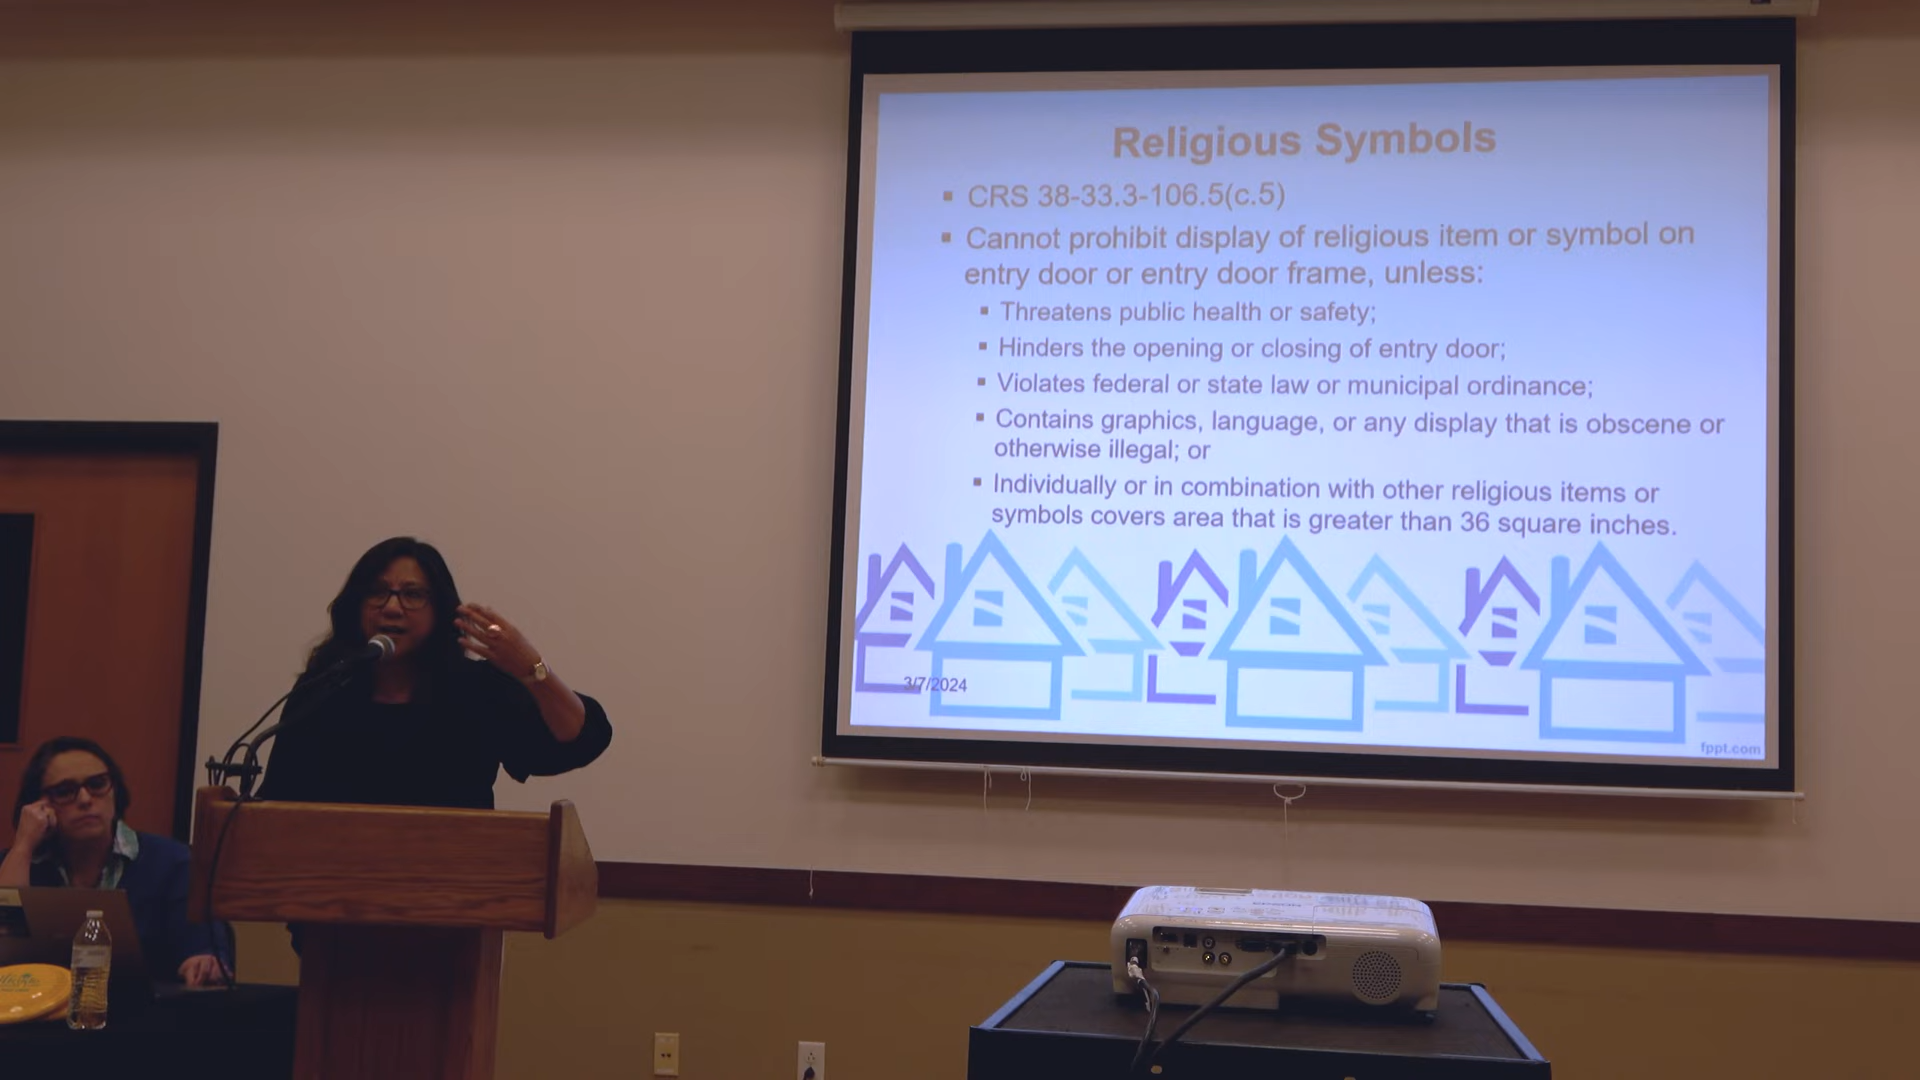 Religious Symbols
▪ CRS 38-33.3-106.5(c.5)
▪ Cannot prohibit display of religious item or symbol on
entry door or entry door frame, unless:
▪ Threatens public health or safety;
▪ Hinders the opening or closing of entry door;
▪ Violates federal or state law or municipal ordinance;
▪ Contains graphics, language, or any display that is obscene or
otherwise illegal; or
▪ Individually or in combination with other religious items or
symbols covers area that is greater than 36 square inches.
3/7/2024
fppt.com